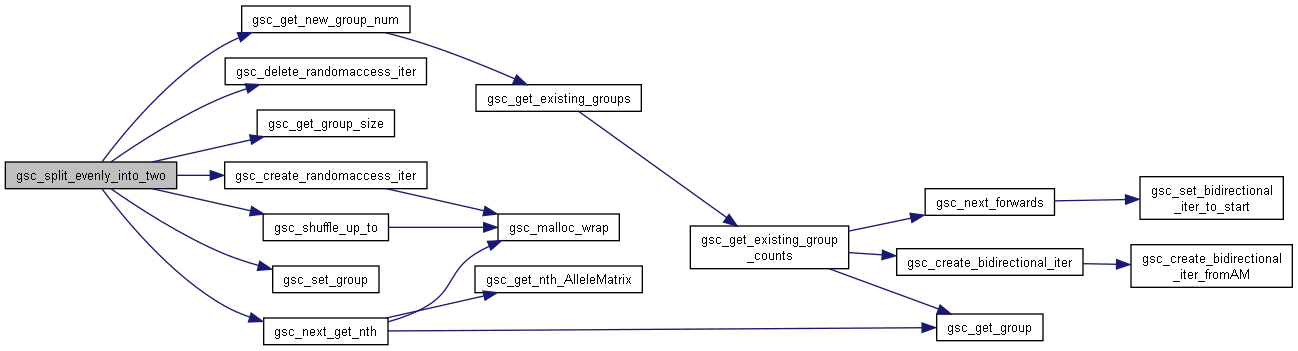 gsc_get_new_group_num
gsc_delete_randomaccess_iter
gsc_get_existing_groups
gsc_get_group_size
gsc_split_evenly_into_two
gsc_create_randomaccess_iter
gsc_next_forwards
gsc_set_bidirectional
_iter_to_start
gsc_shuffle_up_to
gsc_malloc_wrap
gsc_get_existing_group
_counts
gsc_create_bidirectional_iter
gsc_create_bidirectional
_iter_fromAM
gsc_set_group
gsc_get_nth_AlleleMatrix
gsc_next_get_nth
gsc_get_group